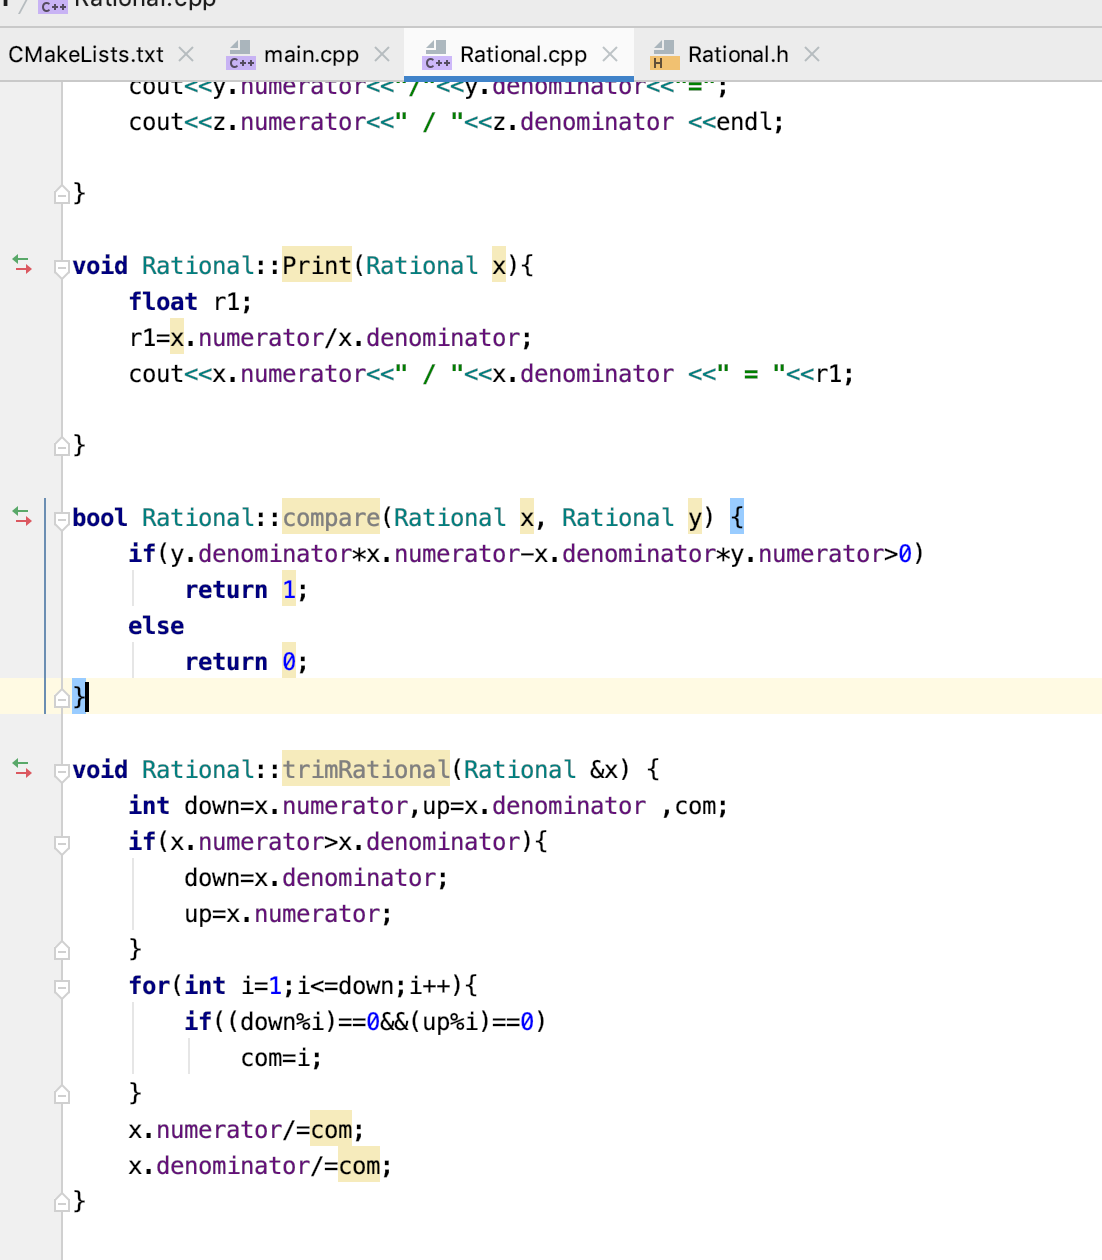 / C++ Rational.cpp
CMakeLists.txt C++ main.cpp C++ Rational.cpp H Rational.h
cout<<y.numerator<<"/"<<y.denominator<<"=";
cout<<z.numerator<<" / "<<z.denominator <<endl;
}
void Rational::Print(Rational x){
float r1;
r1=x.numerator/x.denominator;
cout<<x.numerator<<" / "<<x.denominator <<" = "<<r1;
}
bool Rational::compare(Rational x, Rational y) {
if(y.denominator*x.numerator-x.denominator*y.numerator>0)
return 1;
else
return 0;
}
void Rational::trimRational(Rational &x) {
int down=x.numerator,up=x.denominator ,com;
if(x.numerator>x.denominator){
down=x.denominator;
up=x.numerator;
}
for(int i=1;i<=down;i++){
if((down%i)==0&&(up%i)==0)
com=i;
}
x.numerator/=com;
x.denominator/=com;
}